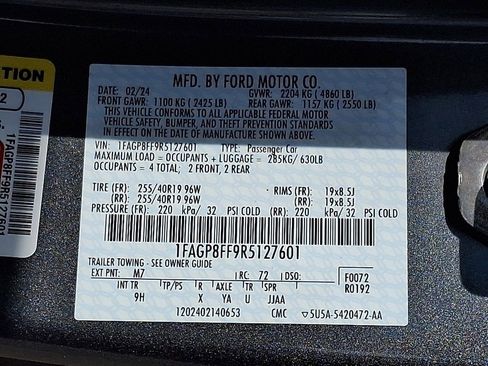 UTION
2
1FAGP8FF9R5127601
MFD. BY FORD MOTOR CO.
02/24 GVWR: 2204 KG ( 4860 LB)
FRONT GAWR: 1100 KG ( 2425 LB) REAR GAWR: 1157 KG ( 2550 LB)
THIS VEHICLE CONFORMS TO ALL APPLICABLE FEDERAL MOTOR
VEHICLE SAFETY, BUMPER, AND THEFT PREVENTION STANDARDS
IN EFFECT ON THE DATE OF MANUFACTURE SHOWN ABOVE.
VIN: 1FAGP8FF9R5127601 TYPE: Passenger Car
MAXIMUM LOAD = OCCUPANTS + LUGGAGE = 285KG/ 630LB
OCCUPANTS = 4 TOTAL; 2 FRONT, 2 REAR
TIRE (FR) 255/40R19 96W • RIMS (FR) 19x8.5J
(RR) 255/40R19 96W (RR) 19x8.5J
PRESSURE (FR) 220 kPa/ 32 PSI COLD (RR) 220 kPa/ 32 PSI COLD
1FAGP8FF9R5127601
TRAILER TOWING - SEE OWNER GUIDE
EXT PNT: M7 RC: 72 DSO: F0072
INT TR TP/PS R AXLE TR SPR R0192
9H X YA U JJAA
1202402140653 CMC 5U5A-5420472-AA